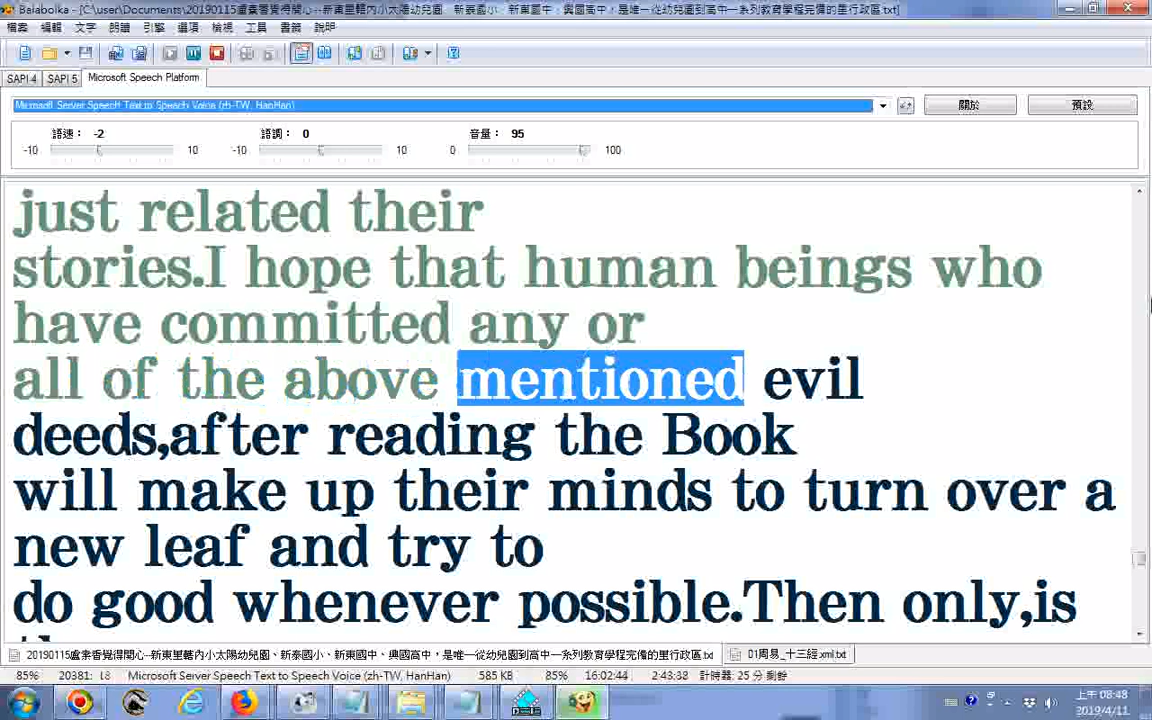 Balabolka - [C:\user\Documents\20190115盧紊香覺得開心--新東里轄內小太陽幼兒園、新泰國小、新東國中、興國高中，是唯一從幼兒園到高中一系列教育學程完備的里行政區.txt]
檔案 編輯 文字 朗讀 引擎 選項 檢視 工具 書籤 說明
SAPI 4 SAPI 5 Microsoft Speech Platform
Microsoft Server Speech Text to Speech Voice (zh-TW, HanHan) 關於 預設
語速： -2 語調： 0 音量： 95
-10 10 -10 10 0 100
just related their
stories.I hope that human beings who
have committed any or
all of the above mentioned evil
deeds,after reading the Book
will make up their minds to turn over a
new leaf and try to
do good whenever possible.Then only,is
20190115盧紊香覺得開心--新東里轄內小太陽幼兒園、新泰國小、新東國中、興國高中，是唯一從幼兒園到高中一系列教育學程完備的里行政區.txt 01周易_十三經.xml.txt
85% 20381: 18 Microsoft Server Speech Text to Speech Voice (zh-TW, HanHan) 585 KB 85% 16:02:44 2:43:38 計時器: 25 分 剩餘
上午 08:48
2019/4/11